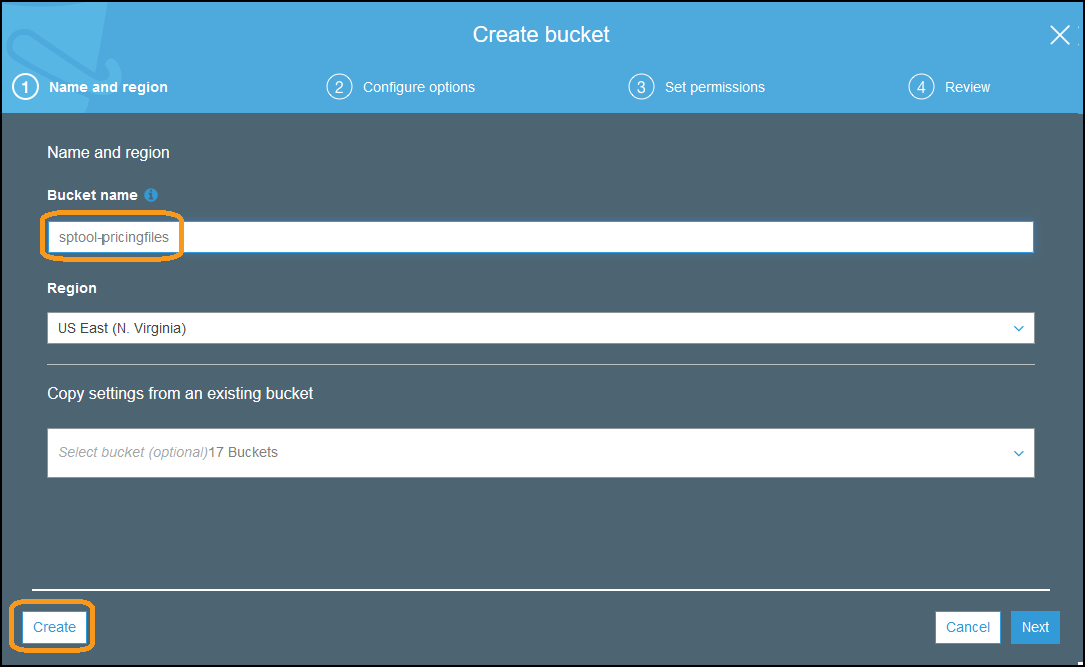 Create bucket
1 Name and region
2 Configure options
3 Set permissions
4 Review
Name and region
Bucket name
sptool-pricingfiles
Region
US East (N. Virginia)
Copy settings from an existing bucket
Select bucket (optional)17 Buckets
Create
Cancel
Next